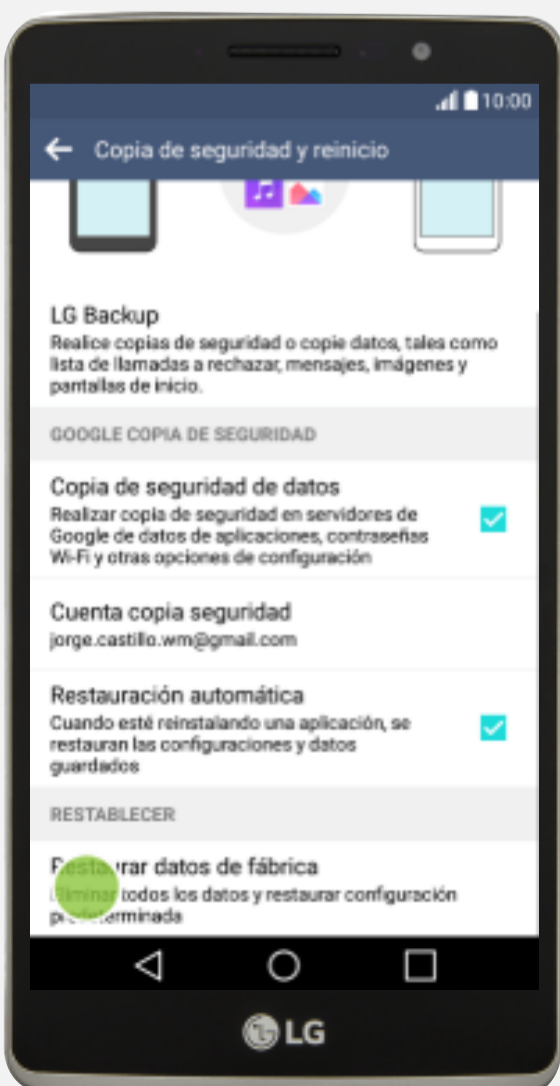 10:00
Copia de seguridad y reinicio
LG Backup
Realice copias de seguridad o copie datos, tales como
lista de llamadas a rechazar, mensajes, imágenes y
pantallas de inicio.
GOOGLE COPIA DE SEGURIDAD
Copia de seguridad de datos
Realizar copia de seguridad en servidores de
Google de datos de aplicaciones, contraseñas
Wi-Fi y otras opciones de configuración
Cuenta copia seguridad
jorge.castillo.wm@gmail.com
Restauración automática
Cuando esté reinstalando una aplicación, se
restauran las configuraciones y datos
guardados
RESTABLECER
Restaurar datos de fábrica
Eliminar todos los datos y restaurar configuración
predeterminada
LG